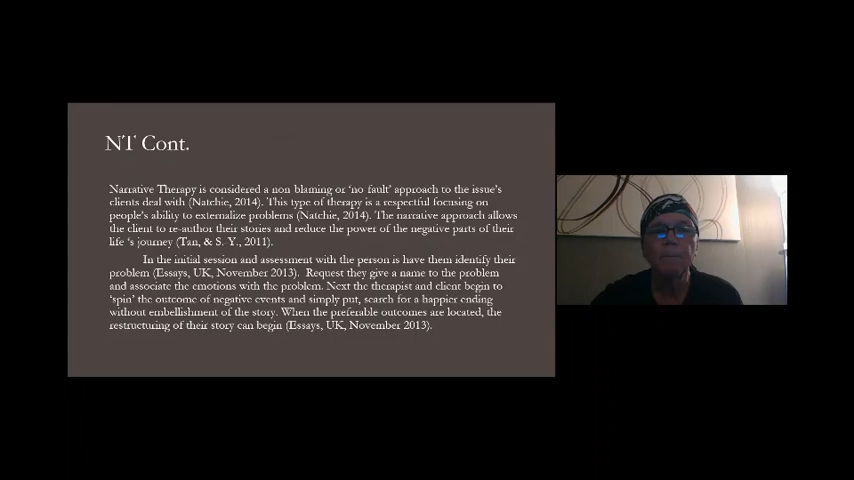 NT Cont.
Narrative Therapy is considered a non blaming or 'no fault' approach to the issue's
clients deal with (Natchie, 2014). This type of therapy is a respectful focusing on
people's ability to externalize problems (Natchie, 2014). The narrative approach allows
the client to re-author their stories and reduce the power of the negative parts of their
life 's journey (Tan, & S. -Y., 2011).
In the initial session and assessment with the person is have them identify their
problem (Essays, UK, November 2013). Request they give a name to the problem
and associate the emotions with the problem. Next the therapist and client begin to
'spin' the outcome of negative events and simply put, search for a happier ending
without embellishment of the story. When the preferable outcomes are located, the
restructuring of their story can begin (Essays, UK, November 2013).